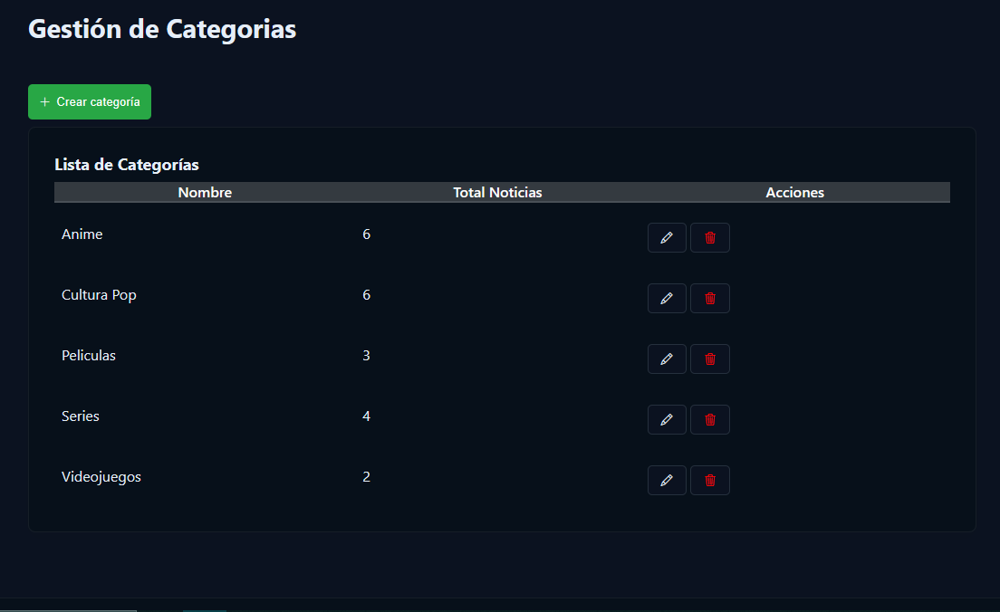 Gestión de Categorias
+ Crear categoría
Lista de Categorías
Nombre Total Noticias Acciones
Anime 6
Cultura Pop 6
Peliculas 3
Series 4
Videojuegos 2